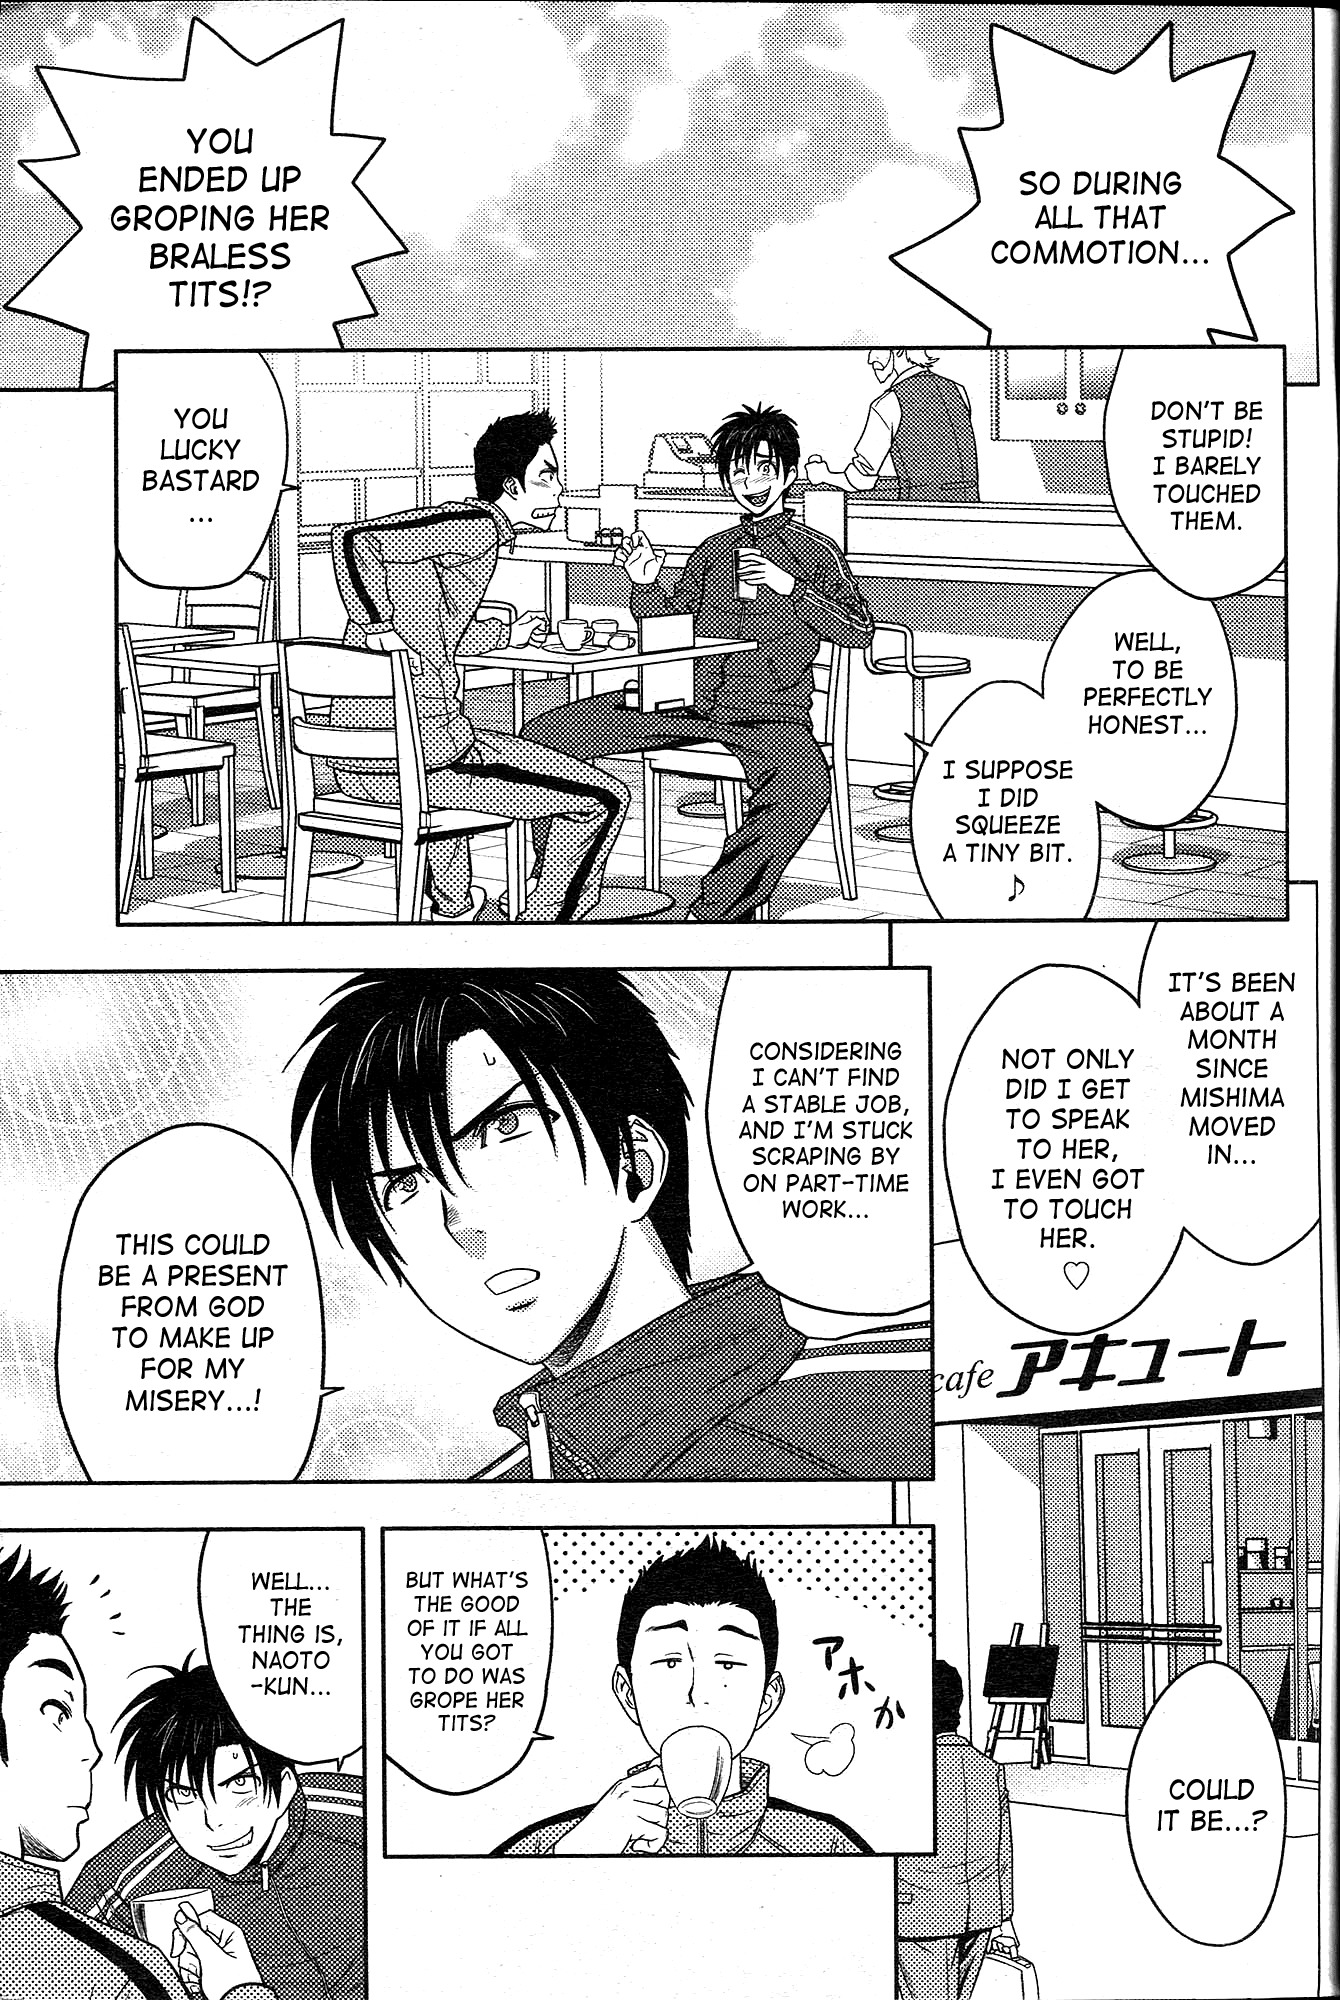 SO DURING
ALL THAT
COMMOTION...
YOU
ENDED UP
GROPING HER
BRALESS
TITS!?
DON'T BE
STUPID!
I BARELY
TOUCHED
THEM.
WELL,
TO BE
PERFECTLY
HONEST...
I SUPPOSE
I DID
SQUEEZE
A TINY BIT.
♪
YOU
LUCKY
BASTARD
...
IT'S BEEN
ABOUT A
MONTH
SINCE
MISHIMA
MOVED
IN...
NOT ONLY
DID I GET
TO SPEAK
TO HER,
I EVEN GOT
TO TOUCH
HER.
♡
cafe アキュート
COULD
IT BE...?
CONSIDERING
I CAN'T FIND
A STABLE JOB,
AND I'M STUCK
SCRAPING BY
ON PART-TIME
WORK...
THIS COULD
BE A PRESENT
FROM GOD
TO MAKE UP
FOR MY
MISERY...!
アホか
BUT WHAT'S
THE GOOD
OF IT IF ALL
YOU GOT
TO DO WAS
GROPE HER
TITS?
WELL...
THE
THING IS,
NAOTO
-KUN...